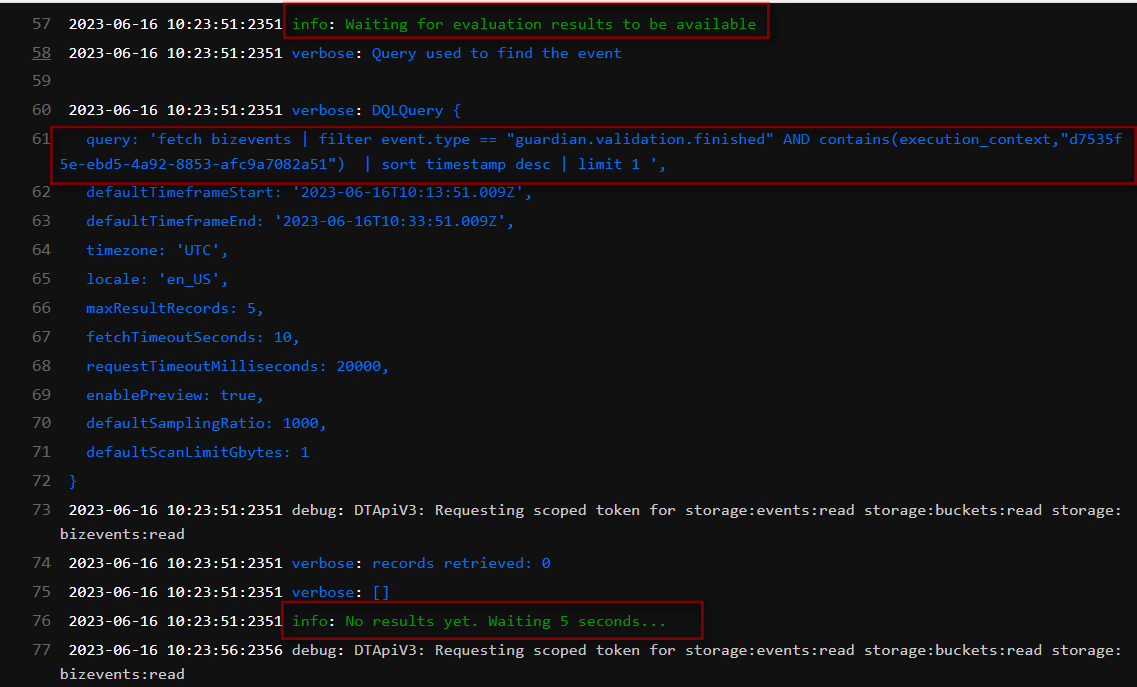 57 2023-06-16 10:23:51:2351 info: Waiting for evaluation results to be available
58 2023-06-16 10:23:51:2351 verbose: Query used to find the event
59
60 2023-06-16 10:23:51:2351 verbose: DQLQuery {
61 query: 'fetch bizevents | filter event.type == "guardian.validation.finished" AND contains(execution_context,"d7535f
5e-ebd5-4a92-8853-afc9a7082a51") | sort timestamp desc | limit 1 ',
62 defaultTimeframeStart: '2023-06-16T10:13:51.009Z',
63 defaultTimeframeEnd: '2023-06-16T10:33:51.009Z',
64 timezone: 'UTC',
65 locale: 'en_US',
66 maxResultRecords: 5,
67 fetchTimeoutSeconds: 10,
68 requestTimeoutMilliseconds: 20000,
69 enablePreview: true,
70 defaultSamplingRatio: 1000,
71 defaultScanLimitGbytes: 1
72 }
73 2023-06-16 10:23:51:2351 debug: DTApiV3: Requesting scoped token for storage:events:read storage:buckets:read storage:
bizevents:read
74 2023-06-16 10:23:51:2351 verbose: records retrieved: 0
75 2023-06-16 10:23:51:2351 verbose: []
76 2023-06-16 10:23:51:2351 info: No results yet. Waiting 5 seconds...
77 2023-06-16 10:23:56:2356 debug: DTApiV3: Requesting scoped token for storage:events:read storage:buckets:read storage:
bizevents:read